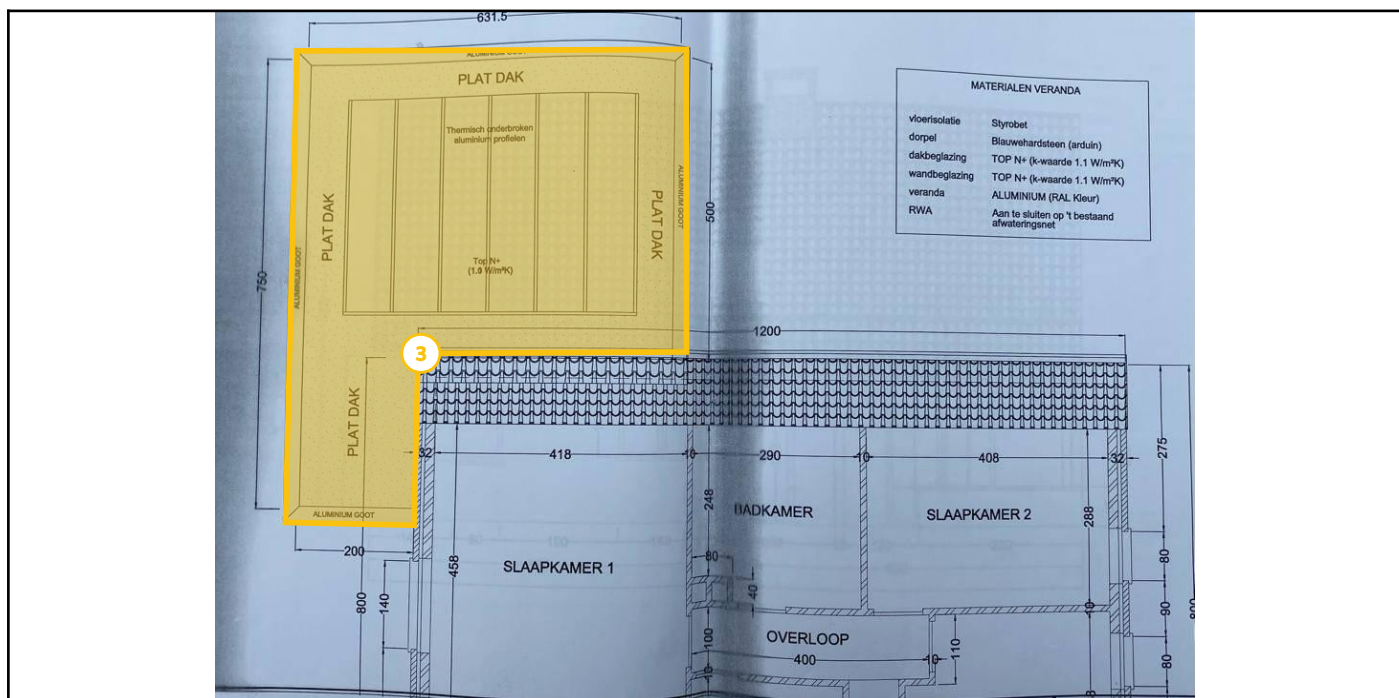 631.5
ALUMINIUM GOOT
PLAT DAK
Thermisch onderbroken
aluminium profielen
PLAT DAK
PLAT DAK
ALUMINIUM GOOT
500
750
ALUMINIUM GOOT
Top N+
(1.0 W/m²K)
MATERIALEN VERANDA
vloerisolatie Styrobet
dorpel Blauwehardsteen (arduin)
dakbeglazing TOP N+ (k-waarde 1.1 W/m²K)
wandbeglazing TOP N+ (k-waarde 1.1 W/m²K)
veranda ALUMINIUM (RAL Kleur)
RWA Aan te sluiten op 't bestaand
afwateringsnet
1200
3
PLAT DAK
32
418
10
290
10
408
32
275
ALUMINIUM GOOT
248
BADKAMER
SLAAPKAMER 2
288
200
458
SLAAPKAMER 1
80
40
80
800
140
10
90
OVERLOOP
100
400
10
110
80
10